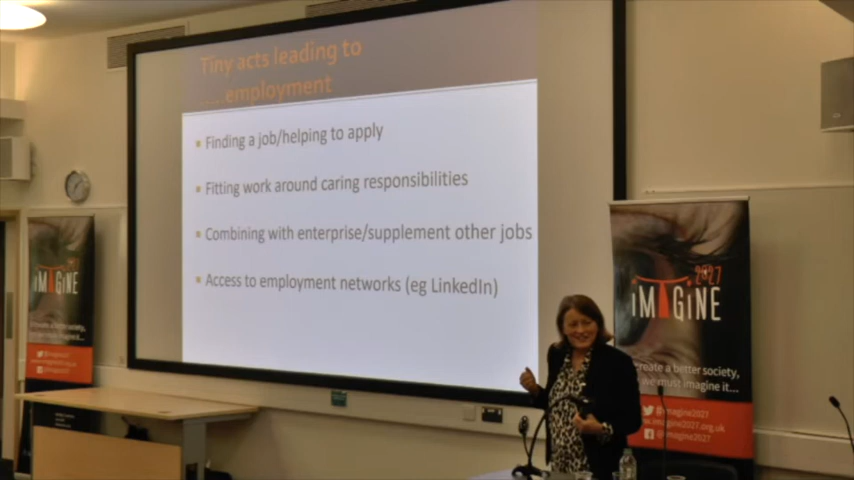 Tiny acts leading to
....employment
Finding a job/helping to apply
Fitting work around caring responsibilities
Combining with enterprise/supplement other jobs
Access to employment networks (eg LinkedIn)
iMAGiNE
2027
iMAGiNE
create a better society,
we must imagine it...
@imagine2027
imagine2027.org.uk
@imagine2027